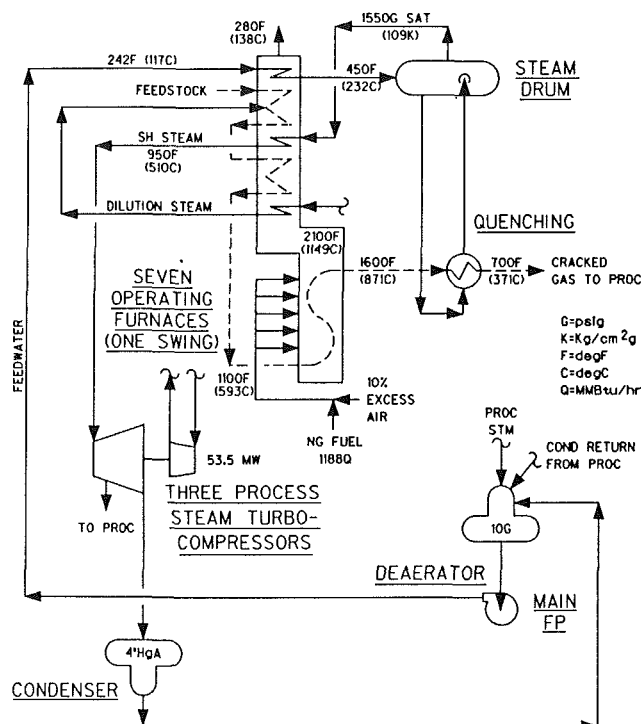 280F
(138C)
1550G SAT
(109K)
242F (117C)
450F
(232C)
STEAM
DRUM
FEEDSTOCK
SH STEAM
950F
(510C)
DILUTION STEAM
QUENCHING
2100F
(1149C)
1600F
(871C)
700F
(371C)
CRACKED
GAS TO PROC
SEVEN
OPERATING
FURNACES
(ONE SWING)
FEEDWATER
G=psig
K=Kg/cm²g
F=degF
C=degC
Q=MMBtu/hr
1100F
(593C)
10%
EXCESS
AIR
NG FUEL
1188Q
PROC
STM
COND RETURN
FROM PROC
53.5 MW
THREE PROCESS
STEAM TURBO-
COMPRESSORS
TO PROC
10G
DEAERATOR
MAIN
FP
4"HgA
CONDENSER